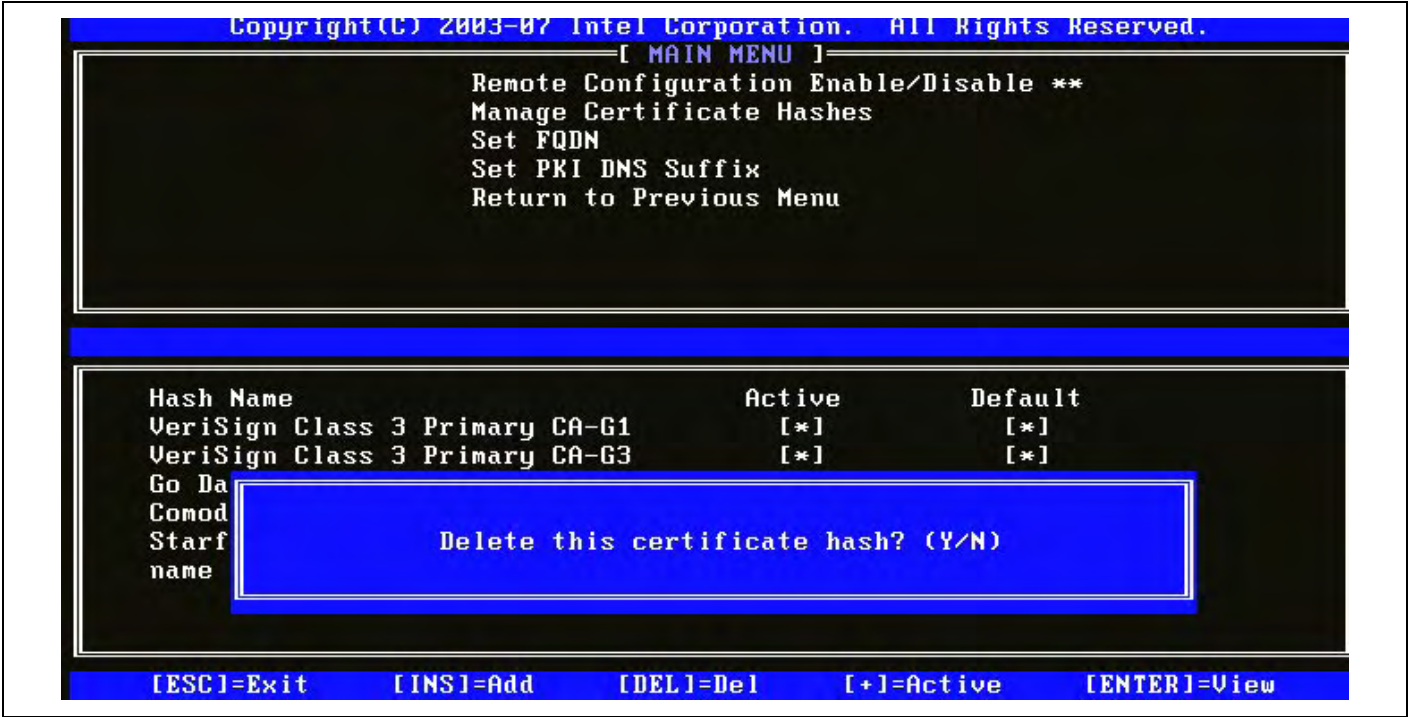 Copyright(C) 2003-07 Intel Corporation. All Rights Reserved.
[ MAIN MENU ]
Remote Configuration Enable/Disable **
Manage Certificate Hashes
Set FQDN
Set PKI DNS Suffix
Return to Previous Menu
Hash Name Active Default
VeriSign Class 3 Primary CA-G1 [*] [*]
VeriSign Class 3 Primary CA-G3 [*] [*]
Go Da
Comod
Starf
name
Delete this certificate hash? (Y/N)
[ESC]=Exit [INS]=Add [DEL]=Del [+]=Active [ENTER]=View